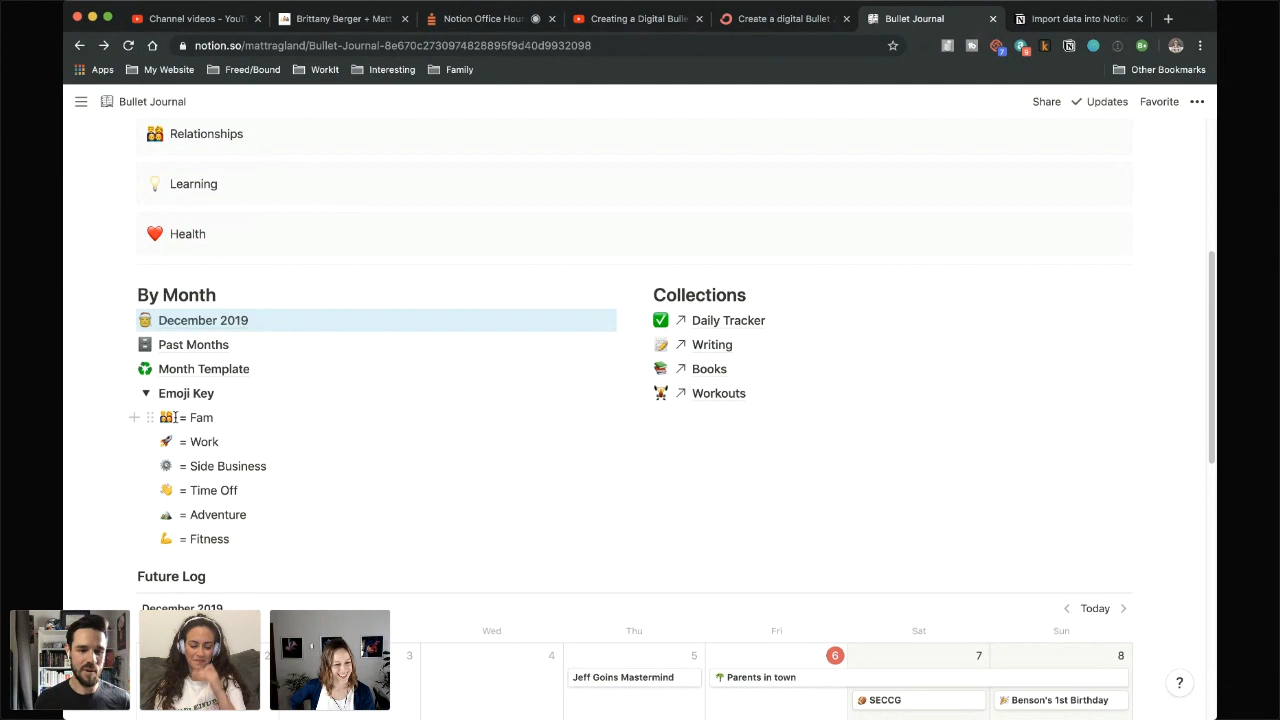 Channel videos - YouT
Brittany Berger + Matt
Notion Office Hour
Creating a Digital Bulle
Create a digital Bullet
Bullet Journal
Import data into Notion
notion.so/mattragland/Bullet-Journal-8e670c2730974828895f9d40d9932098
Apps
My Website
Freed/Bound
WorkIt
Interesting
Family
Other Bookmarks
Bullet Journal
Share
Updates
Favorite
Relationships
Learning
Health
By Month
December 2019
Past Months
Month Template
Emoji Key
= Fam
= Work
= Side Business
= Time Off
= Adventure
= Fitness
Collections
Daily Tracker
Writing
Books
Workouts
Future Log
December 2019
Today
Wed
Thu
Fri
Sat
Sun
2
3
4
5
6
7
8
Jeff Goins Mastermind
Parents in town
SECCG
Benson's 1st Birthday
?